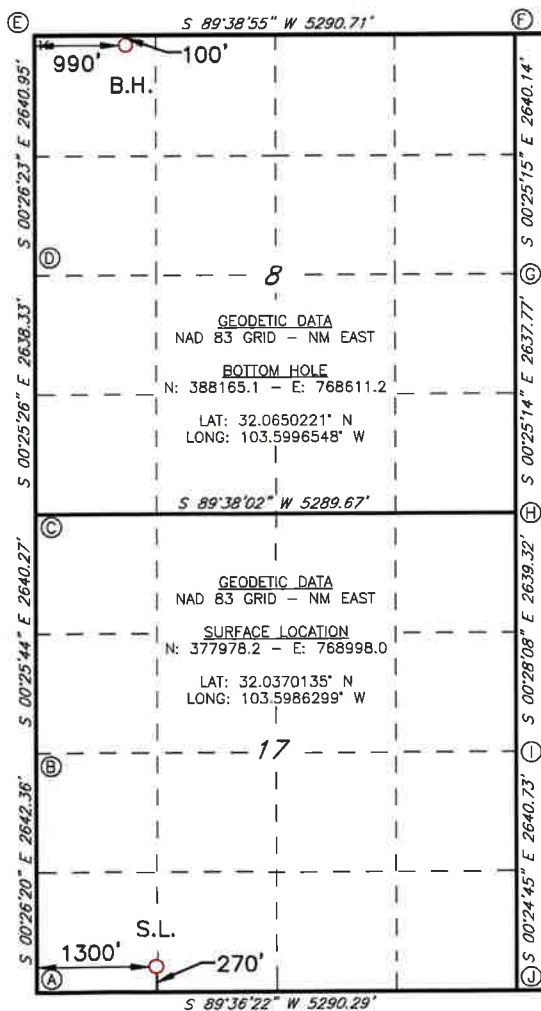 S 89°38'55" W 5290.71'
E
F
990'
100'
B.H.
S 00°26'23" E 2640.95'
S 00°25'15" E 2640.14'
D
8
G
GEODETIC DATA
NAD 83 GRID - NM EAST
BOTTOM HOLE
N: 388165.1 - E: 768611.2
LAT: 32.0650221° N
LONG: 103.5996548° W
S 00°25'26" E 2638.33'
S 00°25'14" E 2637.77'
S 89°38'02" W 5289.67'
C
H
GEODETIC DATA
NAD 83 GRID - NM EAST
SURFACE LOCATION
N: 377978.2 - E: 768998.0
LAT: 32.0370135° N
LONG: 103.5986299° W
S 00°25'44" E 2640.27'
S 00°28'08" E 2639.32'
B
17
I
S 00°26'20" E 2642.36'
S 00°24'45" E 2640.73'
S.L.
1300'
270'
A
J
S 89°36'22" W 5290.29'